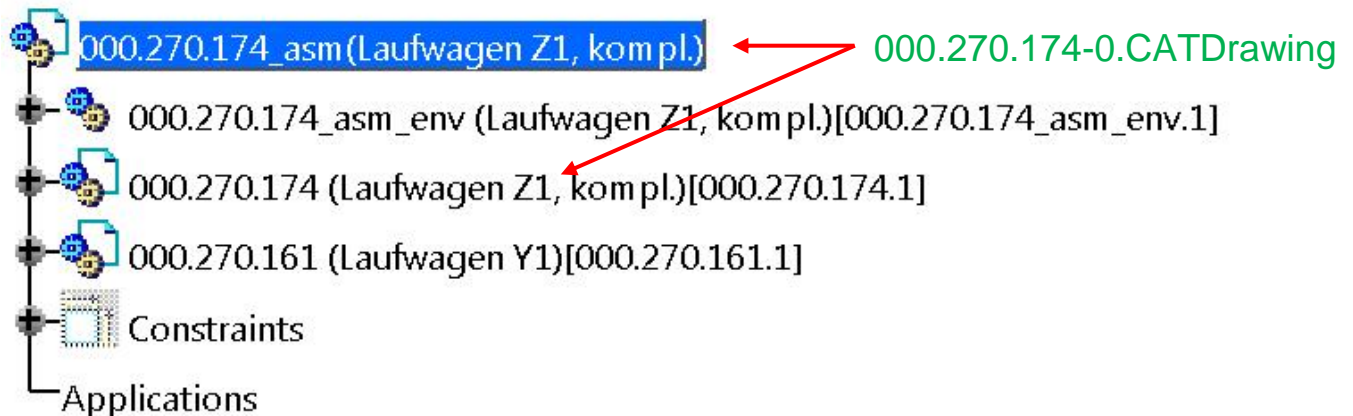 000.270.174_asm (Laufwagen Z1, kompl.)
000.270.174-0.CATDrawing
000.270.174_asm_env (Laufwagen Z1, kompl.)[000.270.174_asm_env.1]
000.270.174 (Laufwagen Z1, kompl.)[000.270.174.1]
000.270.161 (Laufwagen Y1)[000.270.161.1]
Constraints
Applications